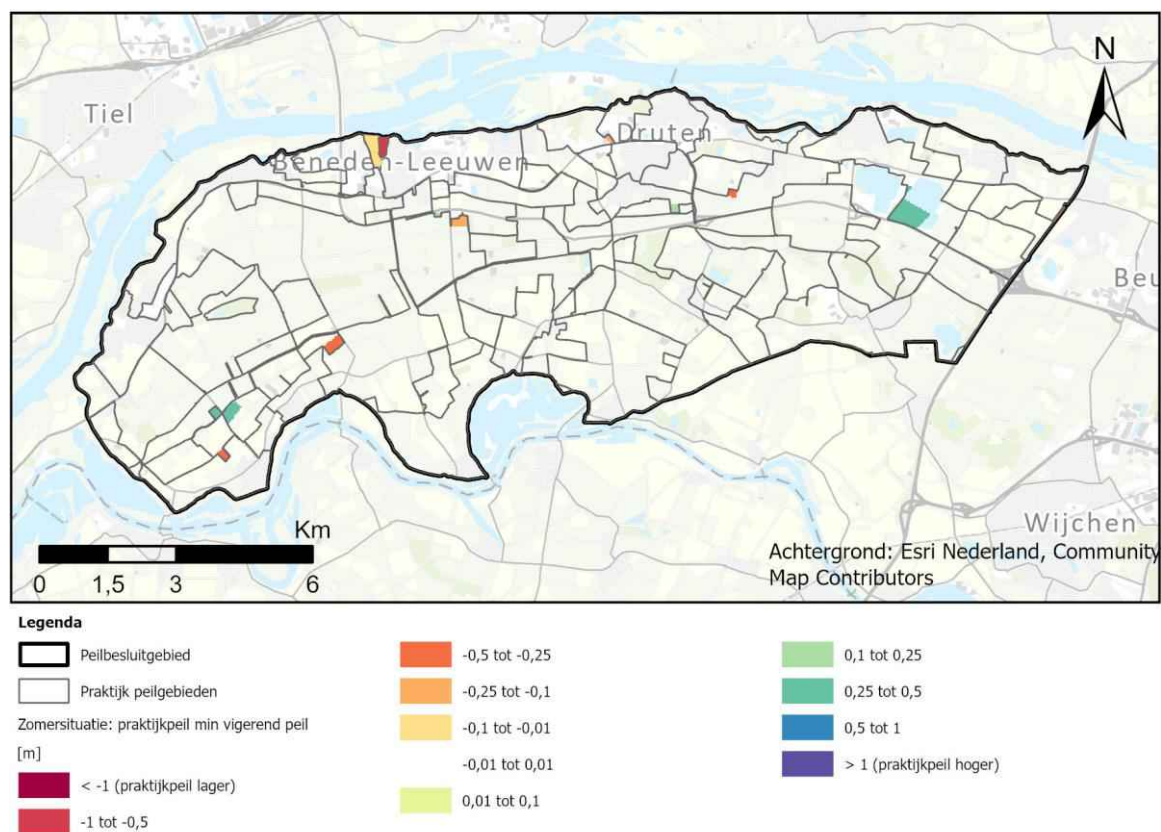 N
Tiel
Druten
Beneden-Leeuwen
Beu
Wijchen
Km
0 1,5 3 6
Achtergrond: Esri Nederland, Community
Map Contributors
Legenda
Peilbesluitgebied
Praktijk peilgebieden
Zomersituatie: praktijkpeil min vigerend peil
[m]
< -1 (praktijkpeil lager)
-1 tot -0,5
-0,5 tot -0,25
-0,25 tot -0,1
-0,1 tot -0,01
-0,01 tot 0,01
0,01 tot 0,1
0,1 tot 0,25
0,25 tot 0,5
0,5 tot 1
> 1 (praktijkpeil hoger)